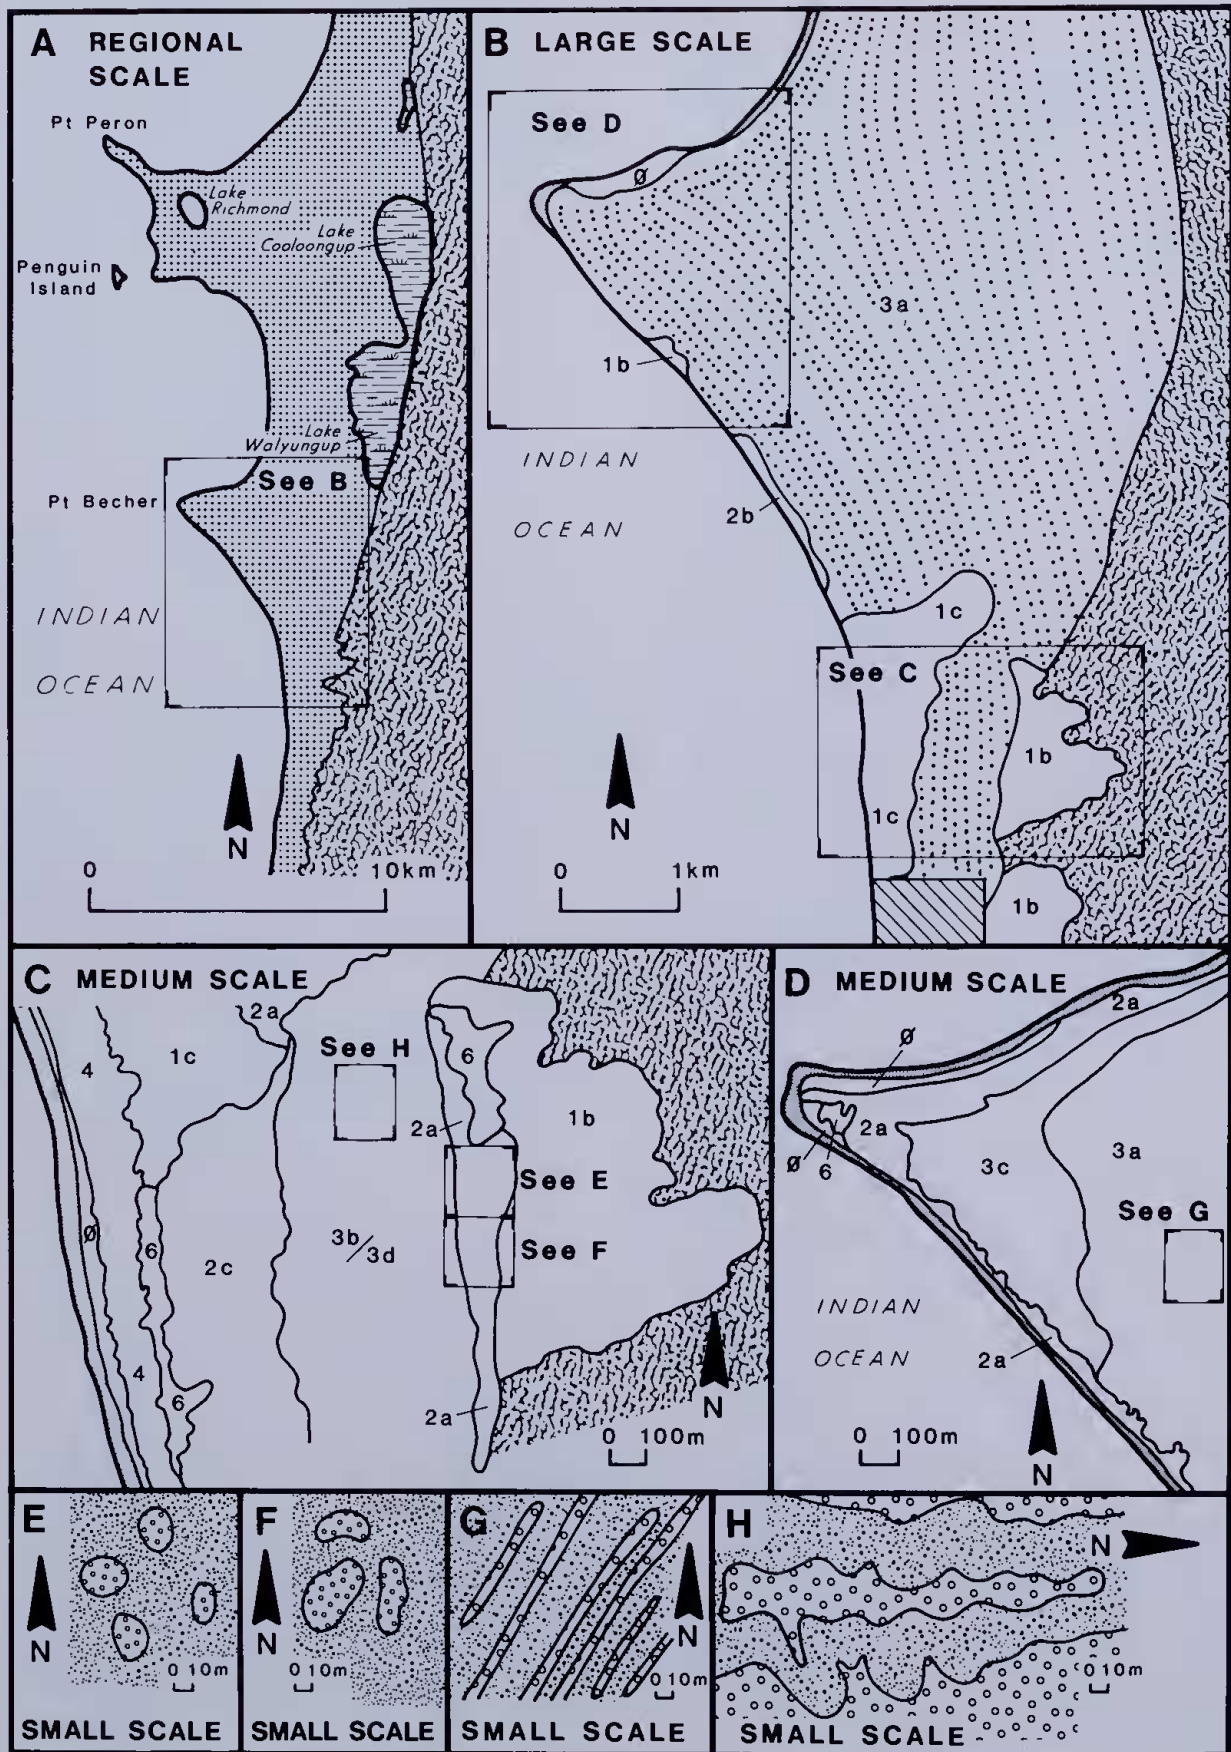 A REGIONAL
SCALE
Pt Peron
Lake
Richmond
Lake
Cooloongup
Penguin
Island
Lake
Walyungup
See B
Pt Becher
INDIAN
OCEAN
N
0 10km
B LARGE SCALE
See D
Ø
3a
1b
INDIAN
2b
OCEAN
1c
See C
1b
1c
N
0 1km
1b
C MEDIUM SCALE
2a
4 1c
See H
6
1b
2a
See E
Ø
6
3b/3d
See F
2c
4
6
2a
N
0 100m
D MEDIUM SCALE
2a
Ø
2a
Ø 6
3c
3a
See G
INDIAN
OCEAN
2a
0 100m
N
E
N
0 10m
SMALL SCALE
F
N
0 10m
SMALL SCALE
G
N
0 10m
SMALL SCALE
H
N
0 10m
SMALL SCALE